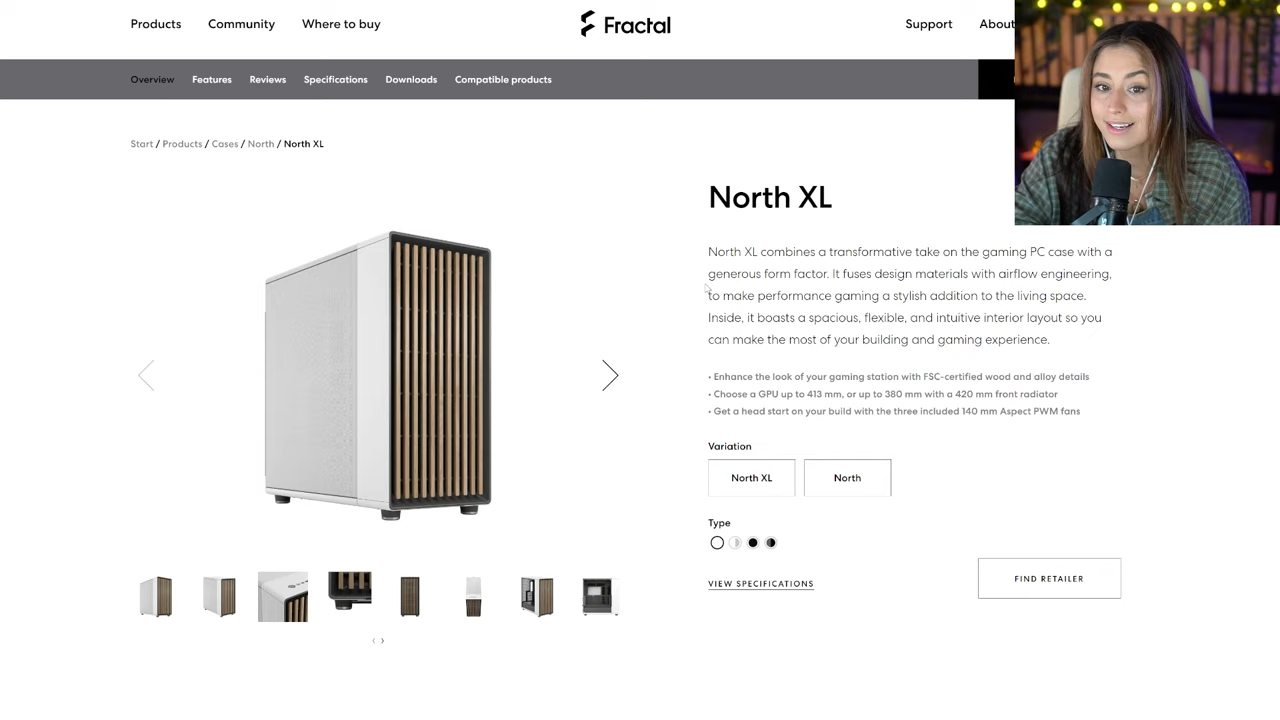 Products
Community
Where to buy
Fractal
Support
About
Overview
Features
Reviews
Specifications
Downloads
Compatible products
Start / Products / Cases / North / North XL
North XL
North XL combines a transformative take on the gaming PC case with a
generous form factor. It fuses design materials with airflow engineering,
to make performance gaming a stylish addition to the living space.
Inside, it boasts a spacious, flexible, and intuitive interior layout so you
can make the most of your building and gaming experience.
• Enhance the look of your gaming station with FSC-certified wood and alloy details
• Choose a GPU up to 413 mm, or up to 380 mm with a 420 mm front radiator
• Get a head start on your build with the three included 140 mm Aspect PWM fans
Variation
North XL
North
Type
VIEW SPECIFICATIONS
FIND RETAILER